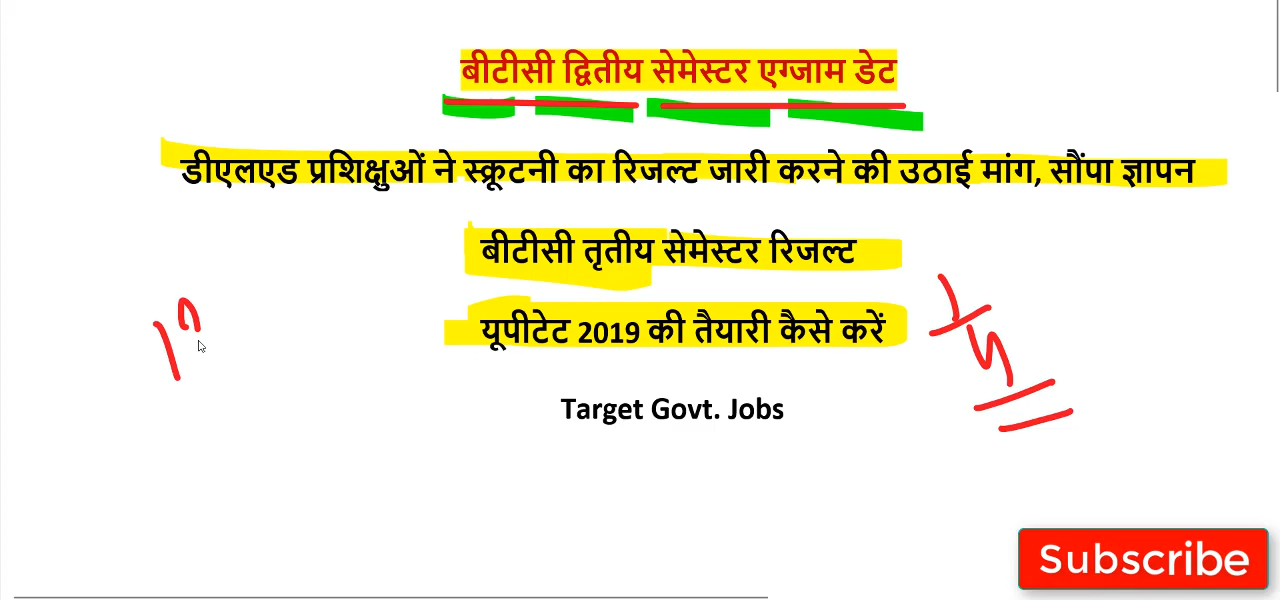 बीटीसी द्वितीय सेमेस्टर एग्जाम डेट
डीएलएड प्रशिक्षुओं ने स्क्रूटनी का रिजल्ट जारी करने की उठाई मांग, सौंपा ज्ञापन
बीटीसी तृतीय सेमेस्टर रिजल्ट
यूपीटेट 2019 की तैयारी कैसे करें
Target Govt. Jobs
Subscribe